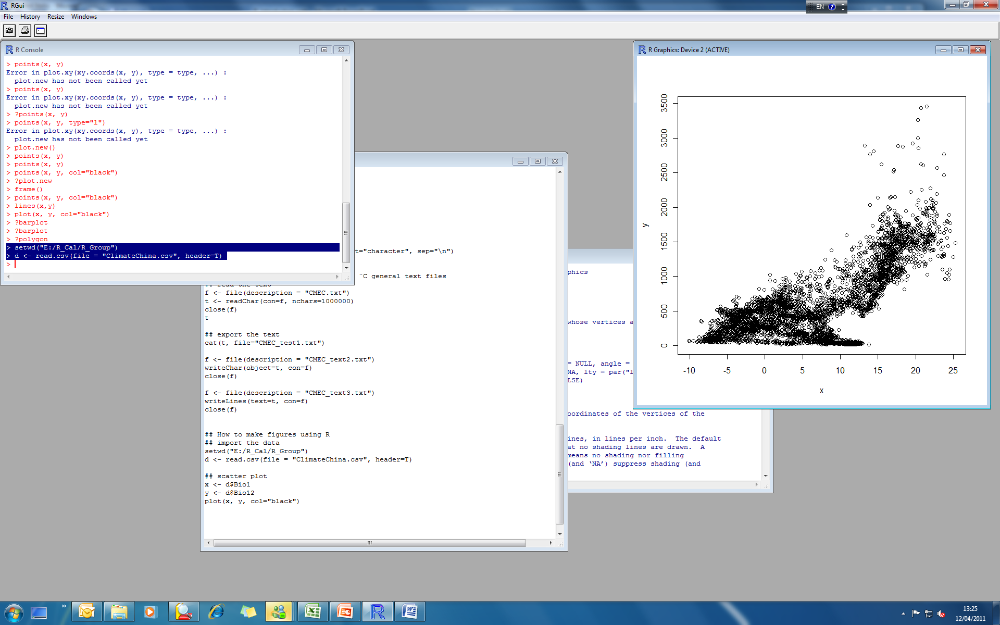 RGui
EN
File History Resize Windows
R Console
> points(x, y)
Error in plot.xy(xy.coords(x, y), type = type, ...) :
  plot.new has not been called yet
> points(x, y)
Error in plot.xy(xy.coords(x, y), type = type, ...) :
  plot.new has not been called yet
> ?points(x, y)
> points(x, y, type="l")
Error in plot.xy(xy.coords(x, y), type = type, ...) :
  plot.new has not been called yet
> plot.new()
> points(x, y)
> points(x, y)
> points(x, y, col="black")
> ?plot.new
> frame()
> points(x, y, col="black")
> lines(x,y)
> plot(x, y, col="black")
> ?barplot
> ?barplot
> ?polygon
> setwd("E:/R_Cal/R_Group")
> d <- read.csv(file = "ClimateChina.csv", header=T)
>
t="character", sep="\n")
¨C general text files
f <- file(description = "CMEC.txt")
t <- readChar(con=f, nchars=1000000)
close(f)
t
## export the text
cat(t, file="CMEC_test1.txt")
f <- file(description = "CMEC_text2.txt")
writeChar(object=t, con=f)
close(f)
f <- file(description = "CMEC_text3.txt")
writeLines(text=t, con=f)
close(f)
## How to make figures using R
## import the data
setwd("E:/R_Cal/R_Group")
d <- read.csv(file = "ClimateChina.csv", header=T)
## scatter plot
x <- d$Bio1
y <- d$Bio12
plot(x, y, col="black")
phics
whose vertices a
= NULL, angle =
NA, lty = par("l
LSE)
oordinates of the vertices of the
ines, in lines per inch.  The default
at no shading lines are drawn.  A
means no shading nor filling
(and ‘NA’) suppress shading (and
R Graphics: Device 2 (ACTIVE)
3500
3000
2500
2000
1500
1000
500
0
y
-10 -5 0 5 10 15 20 25
x
13:25
12/04/2011